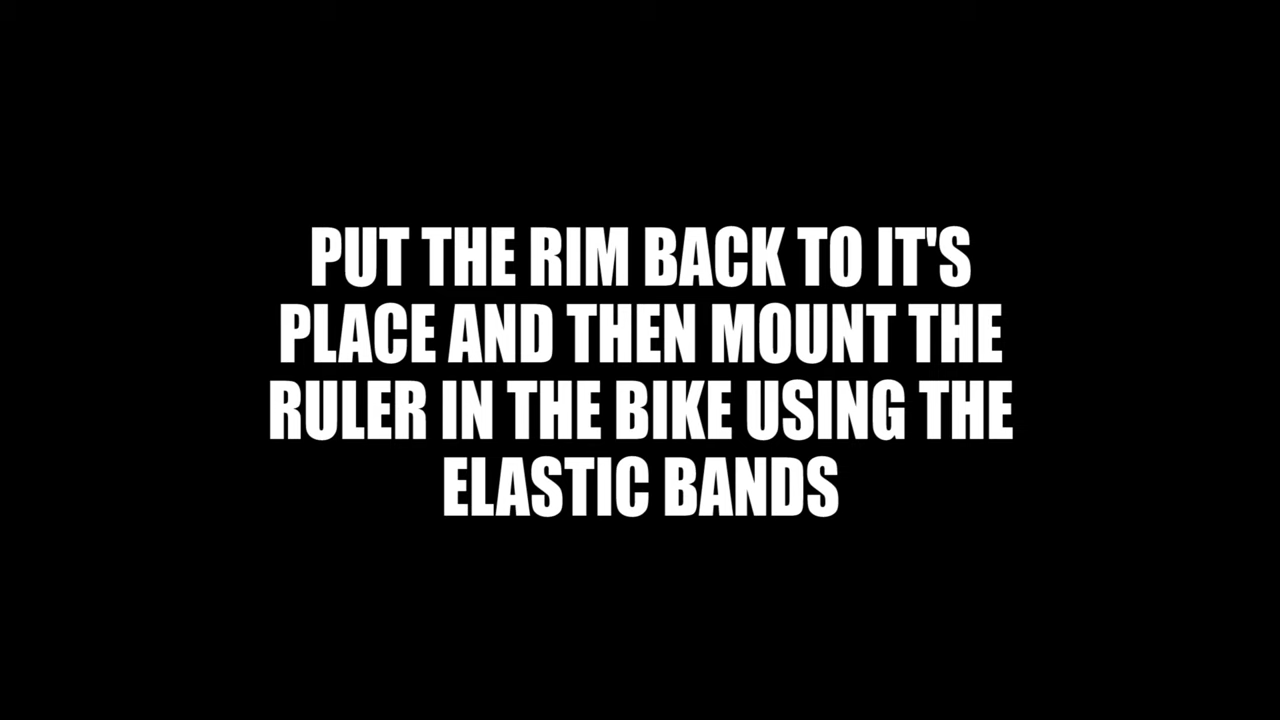 PUT THE RIM BACK TO IT'S
PLACE AND THEN MOUNT THE
RULER IN THE BIKE USING THE
ELASTIC BANDS